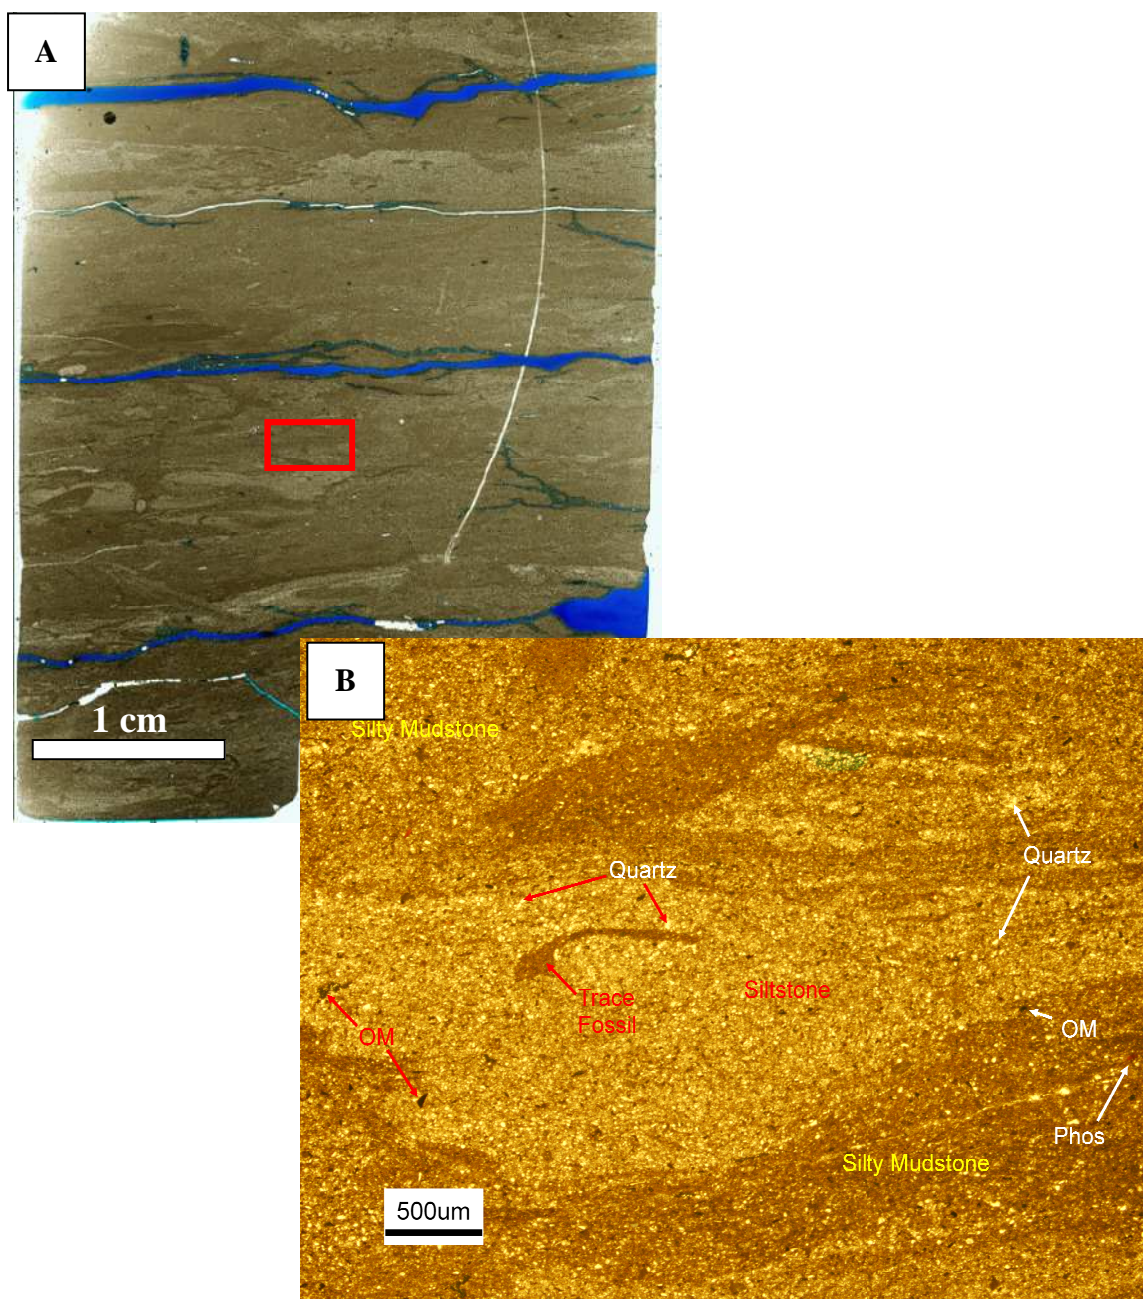 A
1 cm
B
Silty Mudstone
Quartz
Quartz
Trace
Fossil
Siltstone
OM
OM
Phos
Silty Mudstone
500um